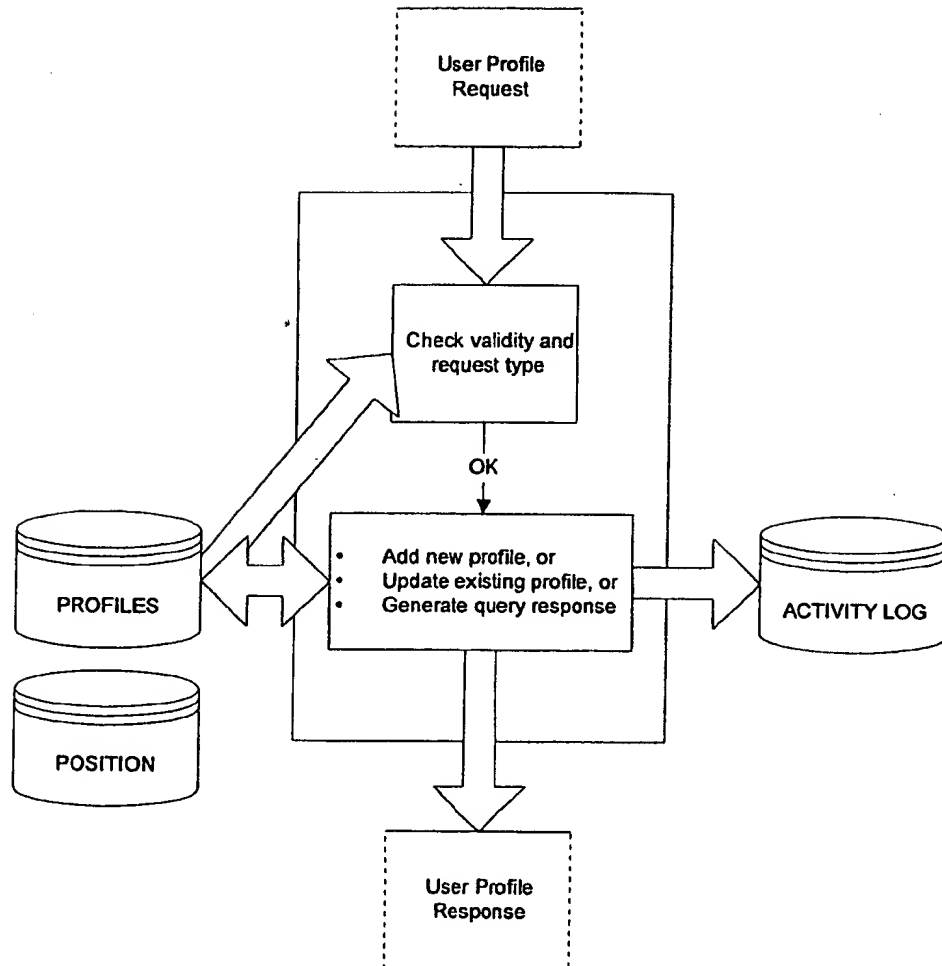 User Profile
Request
Check validity and
request type
OK
• Add new profile, or
• Update existing profile, or
• Generate query response
PROFILES
ACTIVITY LOG
POSITION
User Profile
Response